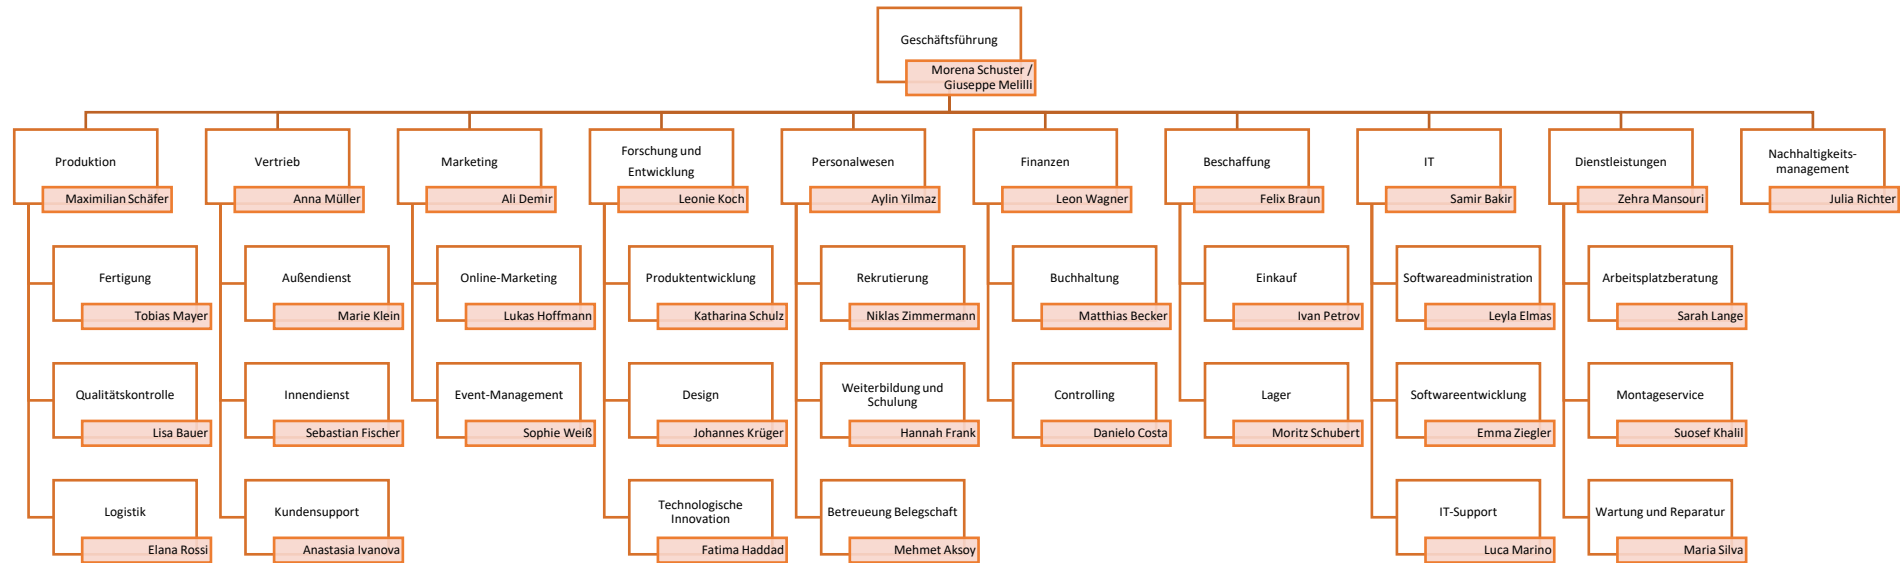 Geschäftsführung
Morena Schuster /
Giuseppe Melilli
Produktion
Maximilian Schäfer
Vertrieb
Anna Müller
Marketing
Ali Demir
Forschung und
Entwicklung
Leonie Koch
Personalwesen
Aylin Yilmaz
Finanzen
Leon Wagner
Beschaffung
Felix Braun
IT
Samir Bakir
Dienstleistungen
Zehra Mansouri
Nachhaltigkeits-
management
Julia Richter
Fertigung
Tobias Mayer
Außendienst
Marie Klein
Online-Marketing
Lukas Hoffmann
Produktentwicklung
Katharina Schulz
Rekrutierung
Niklas Zimmermann
Buchhaltung
Matthias Becker
Einkauf
Ivan Petrov
Softwareadministration
Leyla Elmas
Arbeitsplatzberatung
Sarah Lange
Qualitätskontrolle
Lisa Bauer
Innendienst
Sebastian Fischer
Event-Management
Sophie Weiß
Design
Johannes Krüger
Weiterbildung und
Schulung
Hannah Frank
Controlling
Danielo Costa
Lager
Moritz Schubert
Softwareentwicklung
Emma Ziegler
Montageservice
Suosef Khalil
Logistik
Elana Rossi
Kundensupport
Anastasia Ivanova
Technologische
Innovation
Fatima Haddad
Betreueung Belegschaft
Mehmet Aksoy
IT-Support
Luca Marino
Wartung und Reparatur
Maria Silva